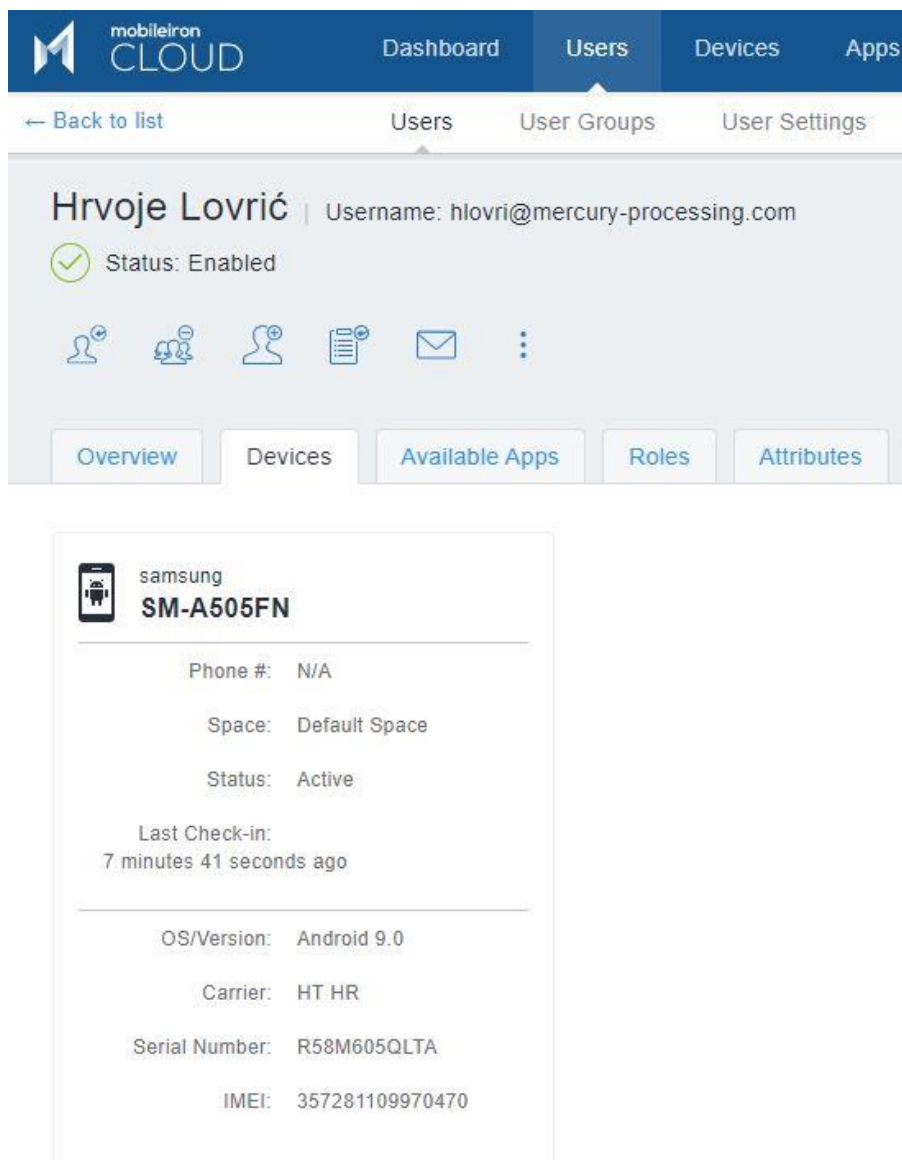 mobileiron
CLOUD
Dashboard Users Devices Apps
← Back to list Users User Groups User Settings
Hrvoje Lovrić | Username: hlovri@mercury-processing.com
Status: Enabled
Overview Devices Available Apps Roles Attributes
samsung
SM-A505FN
Phone #: N/A
Space: Default Space
Status: Active
Last Check-in:
7 minutes 41 seconds ago
OS/Version: Android 9.0
Carrier: HT HR
Serial Number: R58M605QLTA
IMEI: 357281109970470